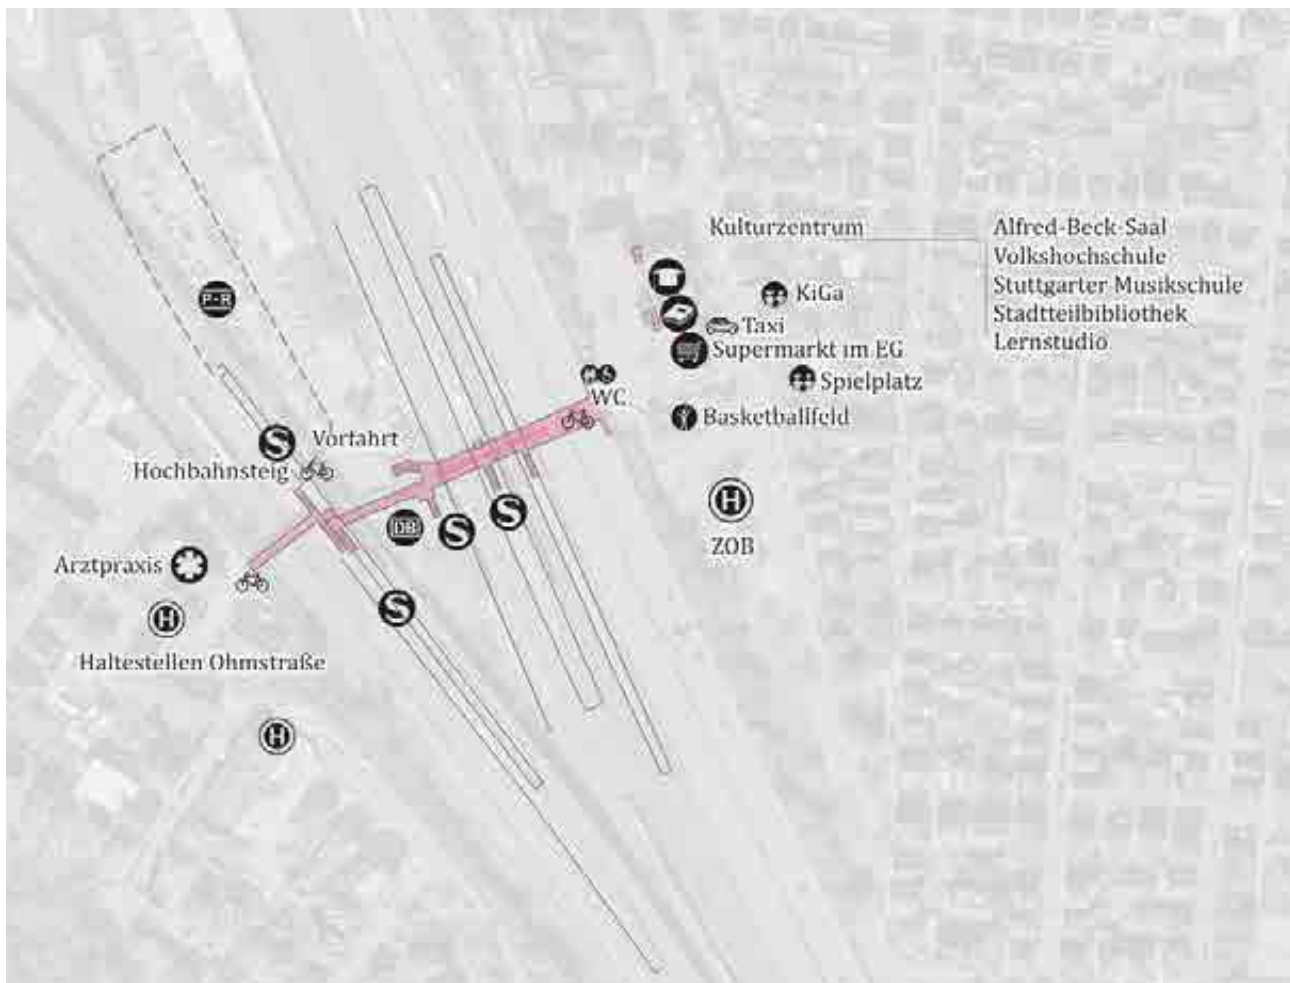 Kulturzentrum
Alfred-Beck-Saal
Volkshochschule
Stuttgarter Musikschule
Stadtteilbibliothek
Lernstudio
P+R
KiGa
Taxi
Supermarkt im EG
Spielplatz
WC
Basketballfeld
S
Vorfahrt
Hochbahnsteig
S
S
DB
H
ZOB
Arztpraxis
S
H
Haltestellen Ohmstraße
H